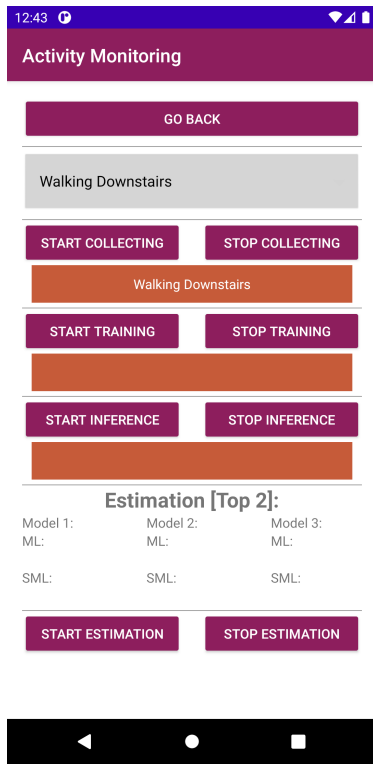 12:43
Activity Monitoring
GO BACK
Walking Downstairs
START COLLECTING STOP COLLECTING
Walking Downstairs
START TRAINING STOP TRAINING
START INFERENCE STOP INFERENCE
Estimation [Top 2]:
Model 1: Model 2: Model 3:
ML: ML: ML:
SML: SML: SML:
START ESTIMATION STOP ESTIMATION